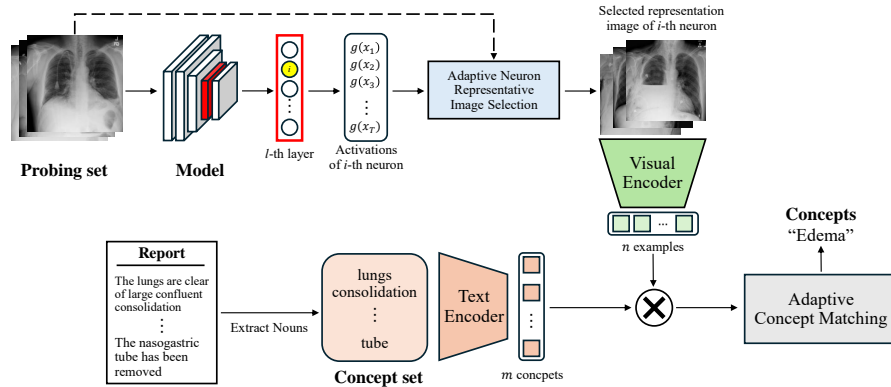 Selected representation
image of i-th neuron
i
g(x₁)
g(x₂)
g(x₃)
⋮
g(x_T)
Adaptive Neuron
Representative
Image Selection
Probing set
Model
l-th layer
Activations
of i-th neuron
Visual
Encoder
...
n examples
Concepts
"Edema"
Report
The lungs are clear
of large confluent
consolidation
⋮
The nasogastric
tube has been
removed
Extract Nouns
lungs
consolidation
⋮
tube
Concept set
Text
Encoder
m concpets
Adaptive
Concept Matching